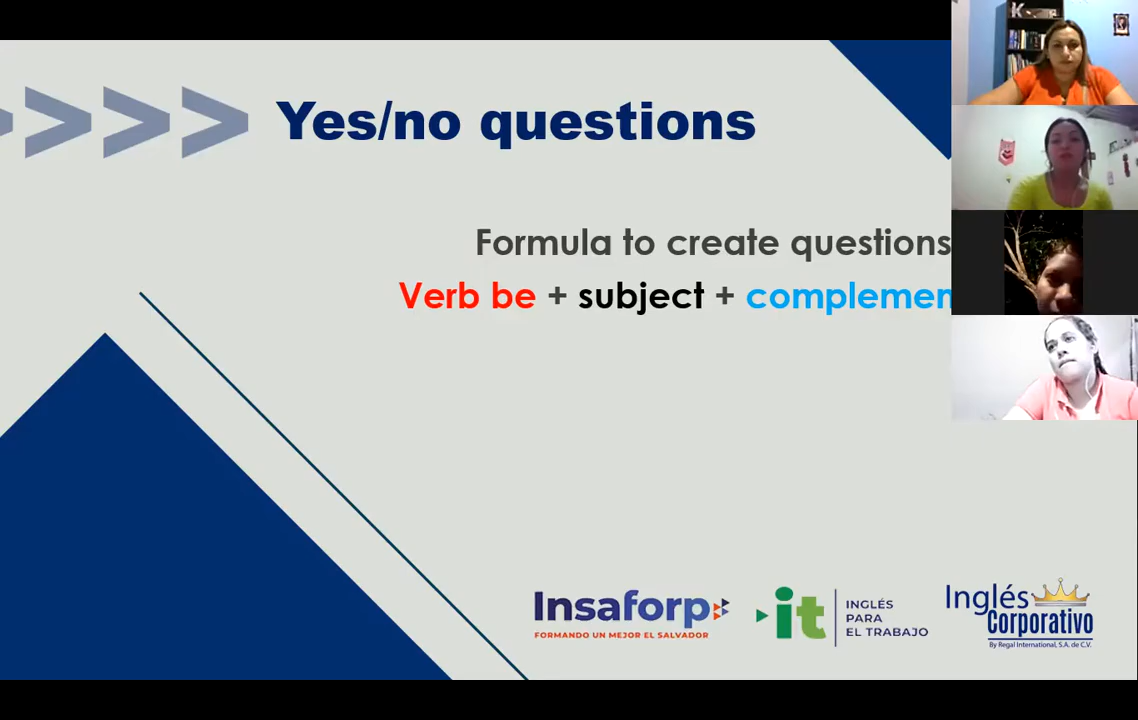 >>>> Yes/no questions
Formula to create questions
Verb be + subject + complemen
Insaforp
FORMANDO UN MEJOR EL SALVADOR
it
INGLÉS
PARA
EL TRABAJO
Inglés
Corporativo
By Regal International, S.A. de C.V.
K